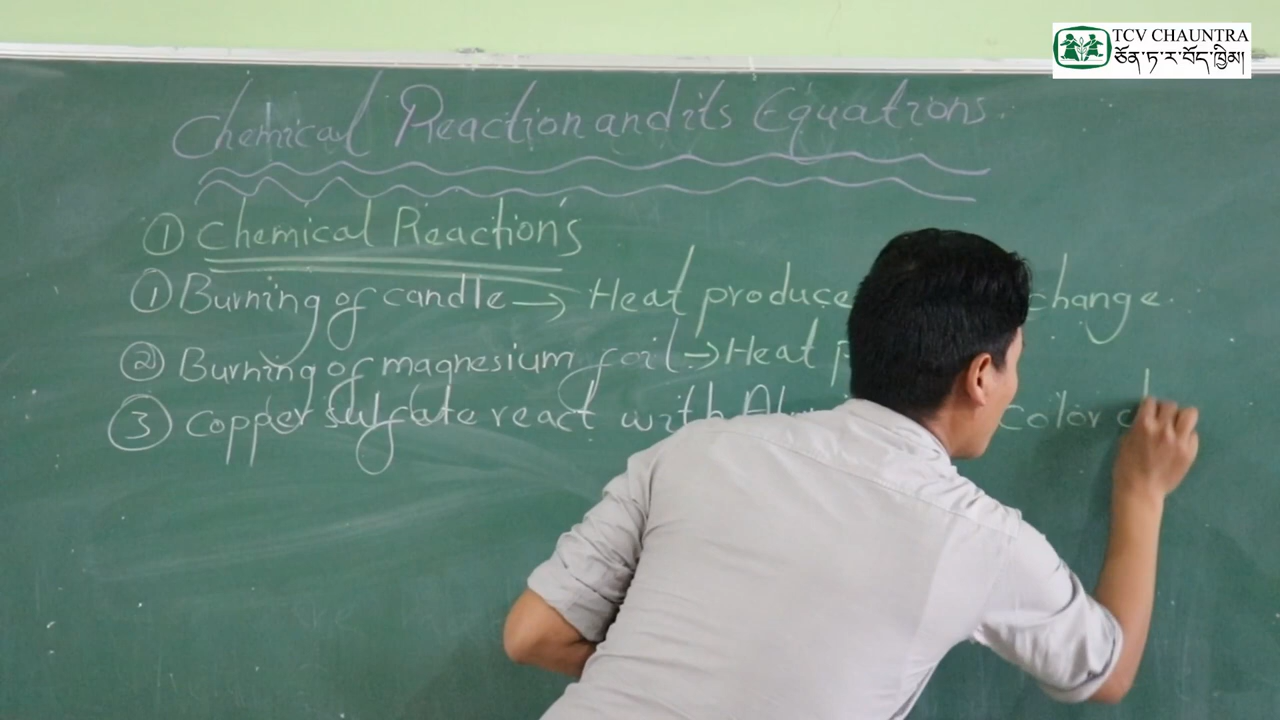 TCV CHAUNTRA
ཅོན་ཏ་ར་བོད་ཁྱིམ།
Chemical Reaction and its Equations.
① Chemical Reaction's
① Burning of candle → Heat produce change.
② Burning of magnesium foil → Heat
③ Copper sulfate react with color